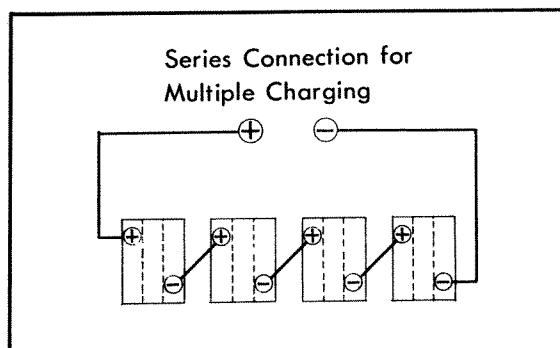 Series Connection for
Multiple Charging
+ −
+ + + +
− − − −